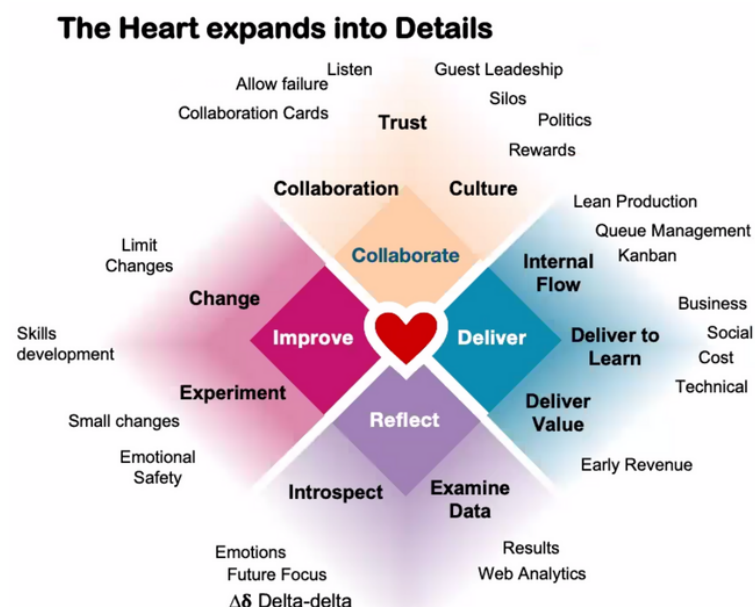 The Heart expands into Details
Listen
Allow failure
Collaboration Cards
Guest Leadeship
Silos
Politics
Rewards
Trust
Collaboration
Culture
Collaborate
Lean Production
Queue Management
Kanban
Internal
Flow
Business
Social
Cost
Technical
Deliver to
Learn
Deliver
Deliver
Value
Early Revenue
Limit
Changes
Change
Improve
Skills
development
Experiment
Small changes
Emotional
Safety
Reflect
Introspect
Examine
Data
Emotions
Future Focus
Δδ Delta-delta
Results
Web Analytics